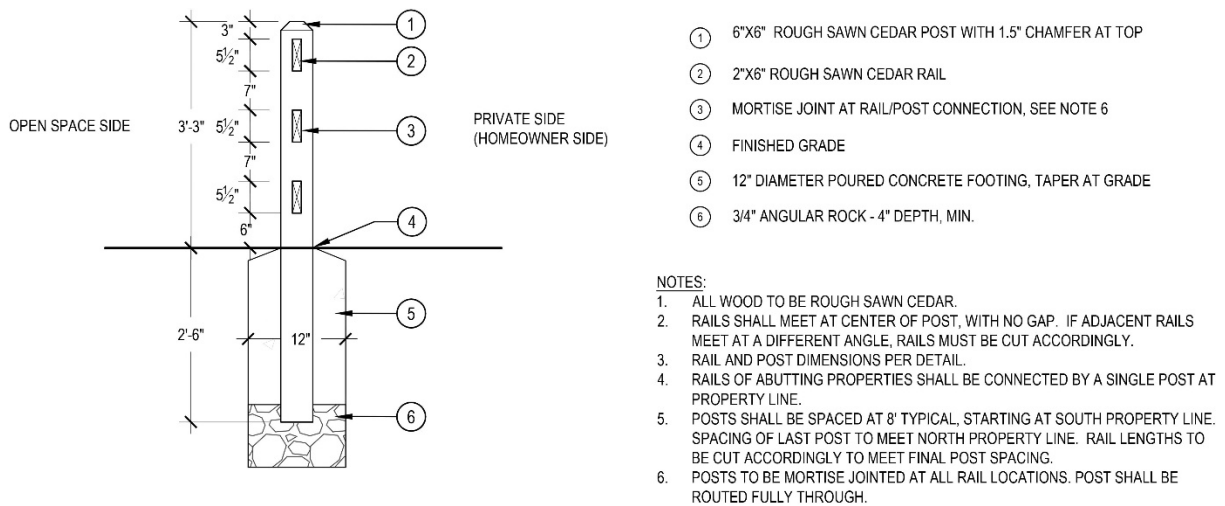 3"
5½"
7"
5½"
7"
5½"
6"
3'-3"
2'-6"
12"
OPEN SPACE SIDE
PRIVATE SIDE
(HOMEOWNER SIDE)
1
2
3
4
5
6
1 6"X6" ROUGH SAWN CEDAR POST WITH 1.5" CHAMFER AT TOP
2 2"X6" ROUGH SAWN CEDAR RAIL
3 MORTISE JOINT AT RAIL/POST CONNECTION, SEE NOTE 6
4 FINISHED GRADE
5 12" DIAMETER POURED CONCRETE FOOTING, TAPER AT GRADE
6 3/4" ANGULAR ROCK - 4" DEPTH, MIN.
NOTES:
1. ALL WOOD TO BE ROUGH SAWN CEDAR.
2. RAILS SHALL MEET AT CENTER OF POST, WITH NO GAP. IF ADJACENT RAILS
MEET AT A DIFFERENT ANGLE, RAILS MUST BE CUT ACCORDINGLY.
3. RAIL AND POST DIMENSIONS PER DETAIL.
4. RAILS OF ABUTTING PROPERTIES SHALL BE CONNECTED BY A SINGLE POST AT
PROPERTY LINE.
5. POSTS SHALL BE SPACED AT 8' TYPICAL, STARTING AT SOUTH PROPERTY LINE.
SPACING OF LAST POST TO MEET NORTH PROPERTY LINE. RAIL LENGTHS TO
BE CUT ACCORDINGLY TO MEET FINAL POST SPACING.
6. POSTS TO BE MORTISE JOINTED AT ALL RAIL LOCATIONS. POST SHALL BE
ROUTED FULLY THROUGH.